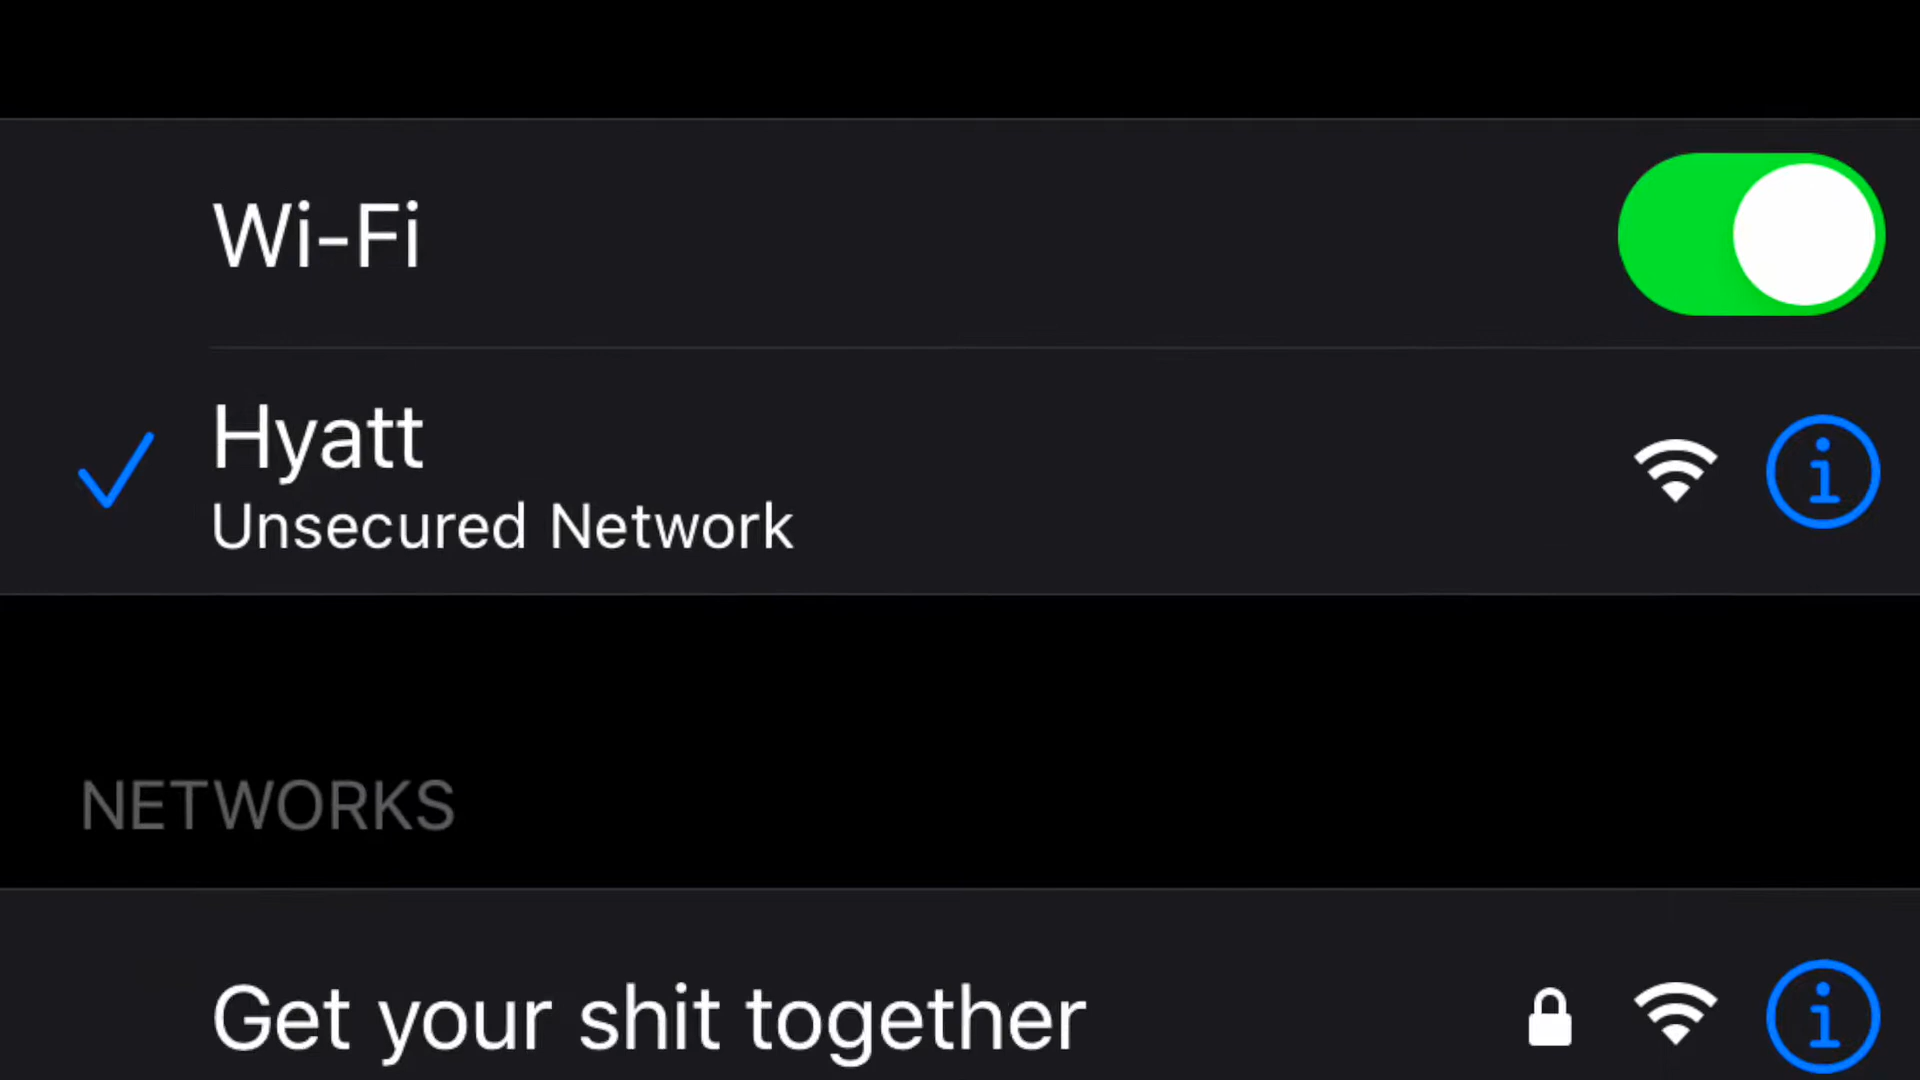 Wi-Fi
Hyatt
Unsecured Network
NETWORKS
Get your shit together